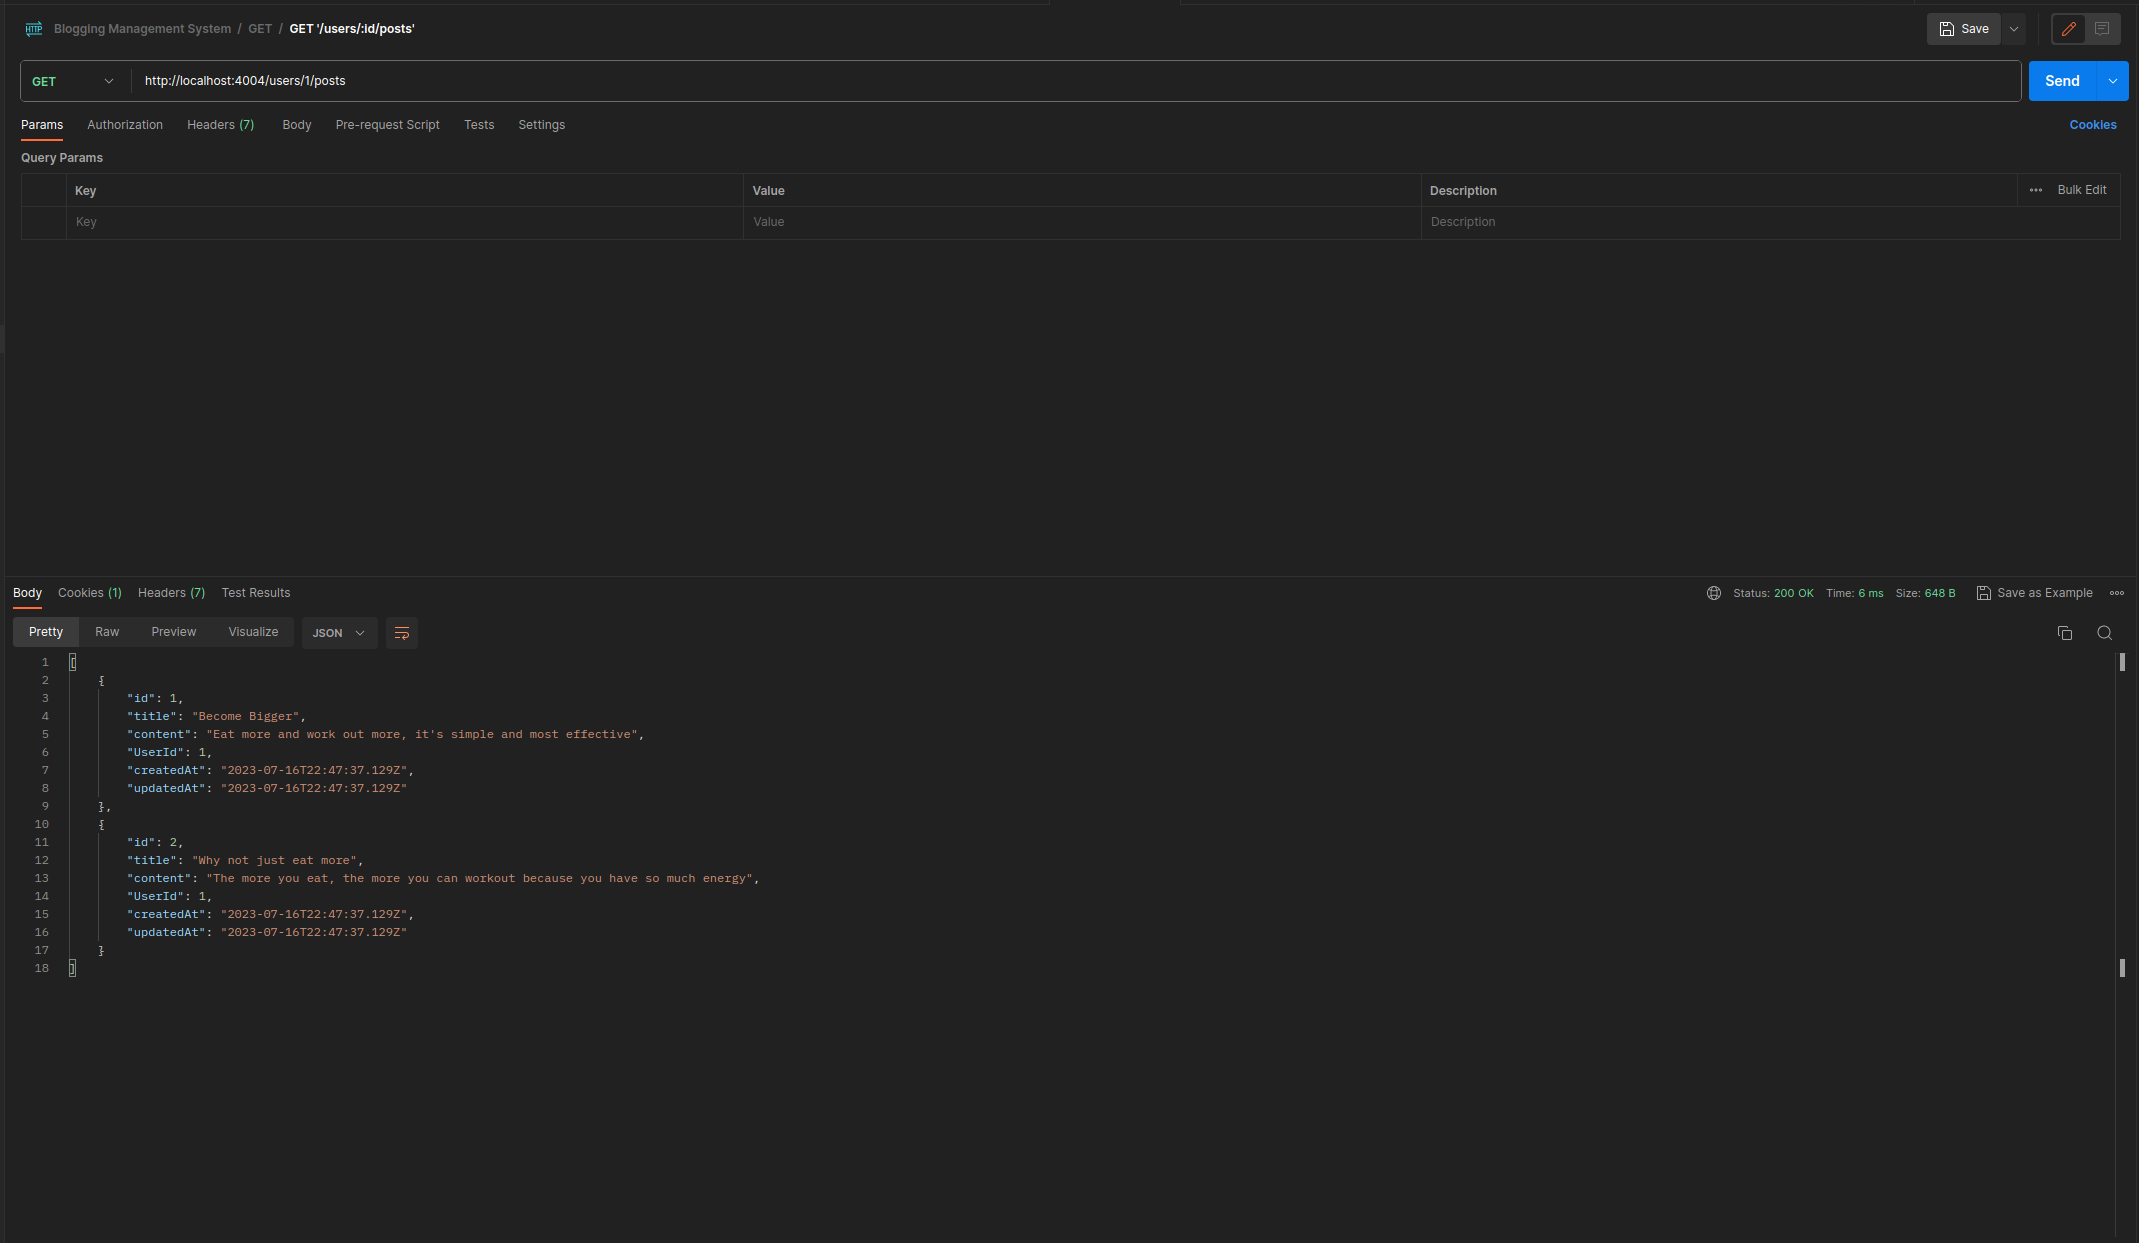 HTTP Blogging Management System / GET / GET '/users/:id/posts' Save
GET http://localhost:4004/users/1/posts Send
Params Authorization Headers (7) Body Pre-request Script Tests Settings Cookies
Query Params
Key Value Description Bulk Edit
Key Value Description
Body Cookies (1) Headers (7) Test Results Status: 200 OK Time: 6 ms Size: 648 B Save as Example
Pretty Raw Preview Visualize JSON
1 [
2 {
3 "id": 1,
4 "title": "Become Bigger",
5 "content": "Eat more and work out more, it's simple and most effective",
6 "UserId": 1,
7 "createdAt": "2023-07-16T22:47:37.129Z",
8 "updatedAt": "2023-07-16T22:47:37.129Z"
9 },
10 {
11 "id": 2,
12 "title": "Why not just eat more",
13 "content": "The more you eat, the more you can workout because you have so much energy",
14 "UserId": 1,
15 "createdAt": "2023-07-16T22:47:37.129Z",
16 "updatedAt": "2023-07-16T22:47:37.129Z"
17 }
18 ]